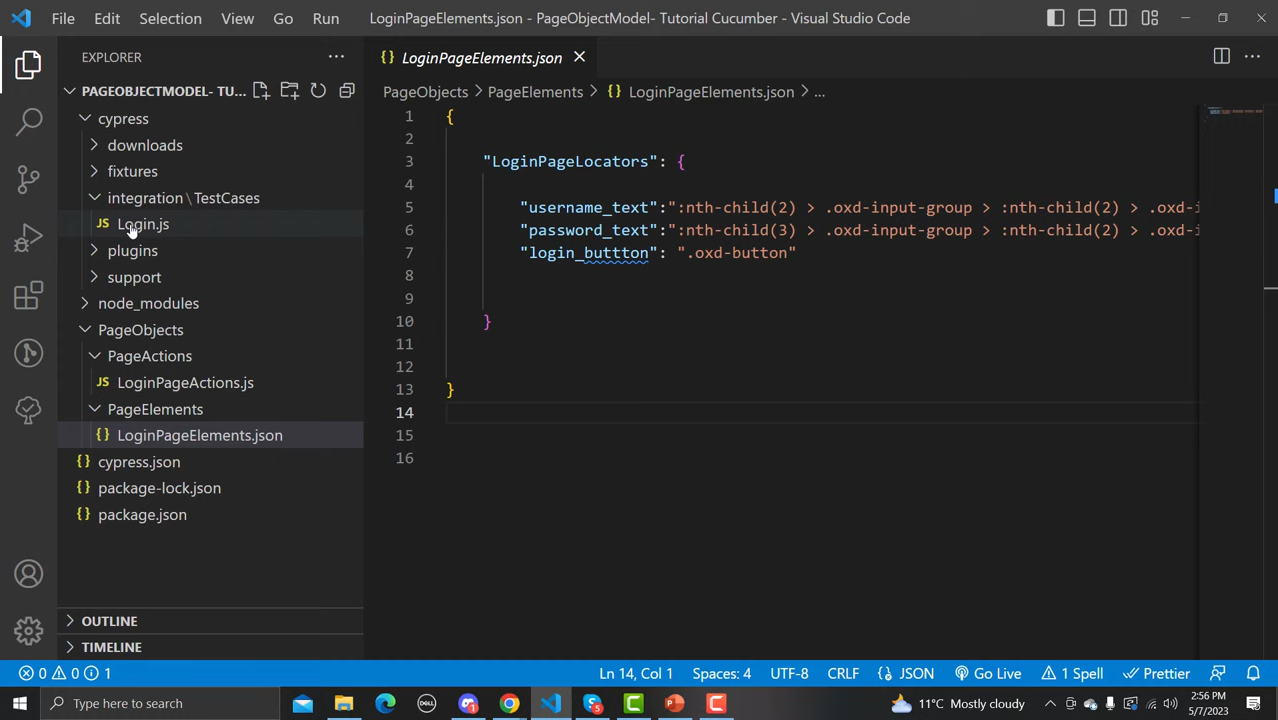 File Edit Selection View Go Run LoginPageElements.json - PageObjectModel- Tutorial Cucumber - Visual Studio Code
EXPLORER
PAGEOBJECTMODEL- TU...
cypress
downloads
fixtures
integration \ TestCases
JS Login.js
plugins
support
node_modules
PageObjects
PageActions
JS LoginPageActions.js
PageElements
{} LoginPageElements.json
{} cypress.json
{} package-lock.json
{} package.json
OUTLINE
TIMELINE
{} LoginPageElements.json
PageObjects > PageElements > {} LoginPageElements.json > ...
1 {
2
3 "LoginPageLocators": {
4
5 "username_text":":nth-child(2) > .oxd-input-group > :nth-child(2) > .oxd-i
6 "password_text":":nth-child(3) > .oxd-input-group > :nth-child(2) > .oxd-i
7 "login_buttton": ".oxd-button"
8
9
10 }
11
12
13 }
14
15
16
0 0 1 Ln 14, Col 1 Spaces: 4 UTF-8 CRLF {} JSON Go Live 1 Spell Prettier
Type here to search DELL 11°C Mostly cloudy 2:56 PM
5/7/2023